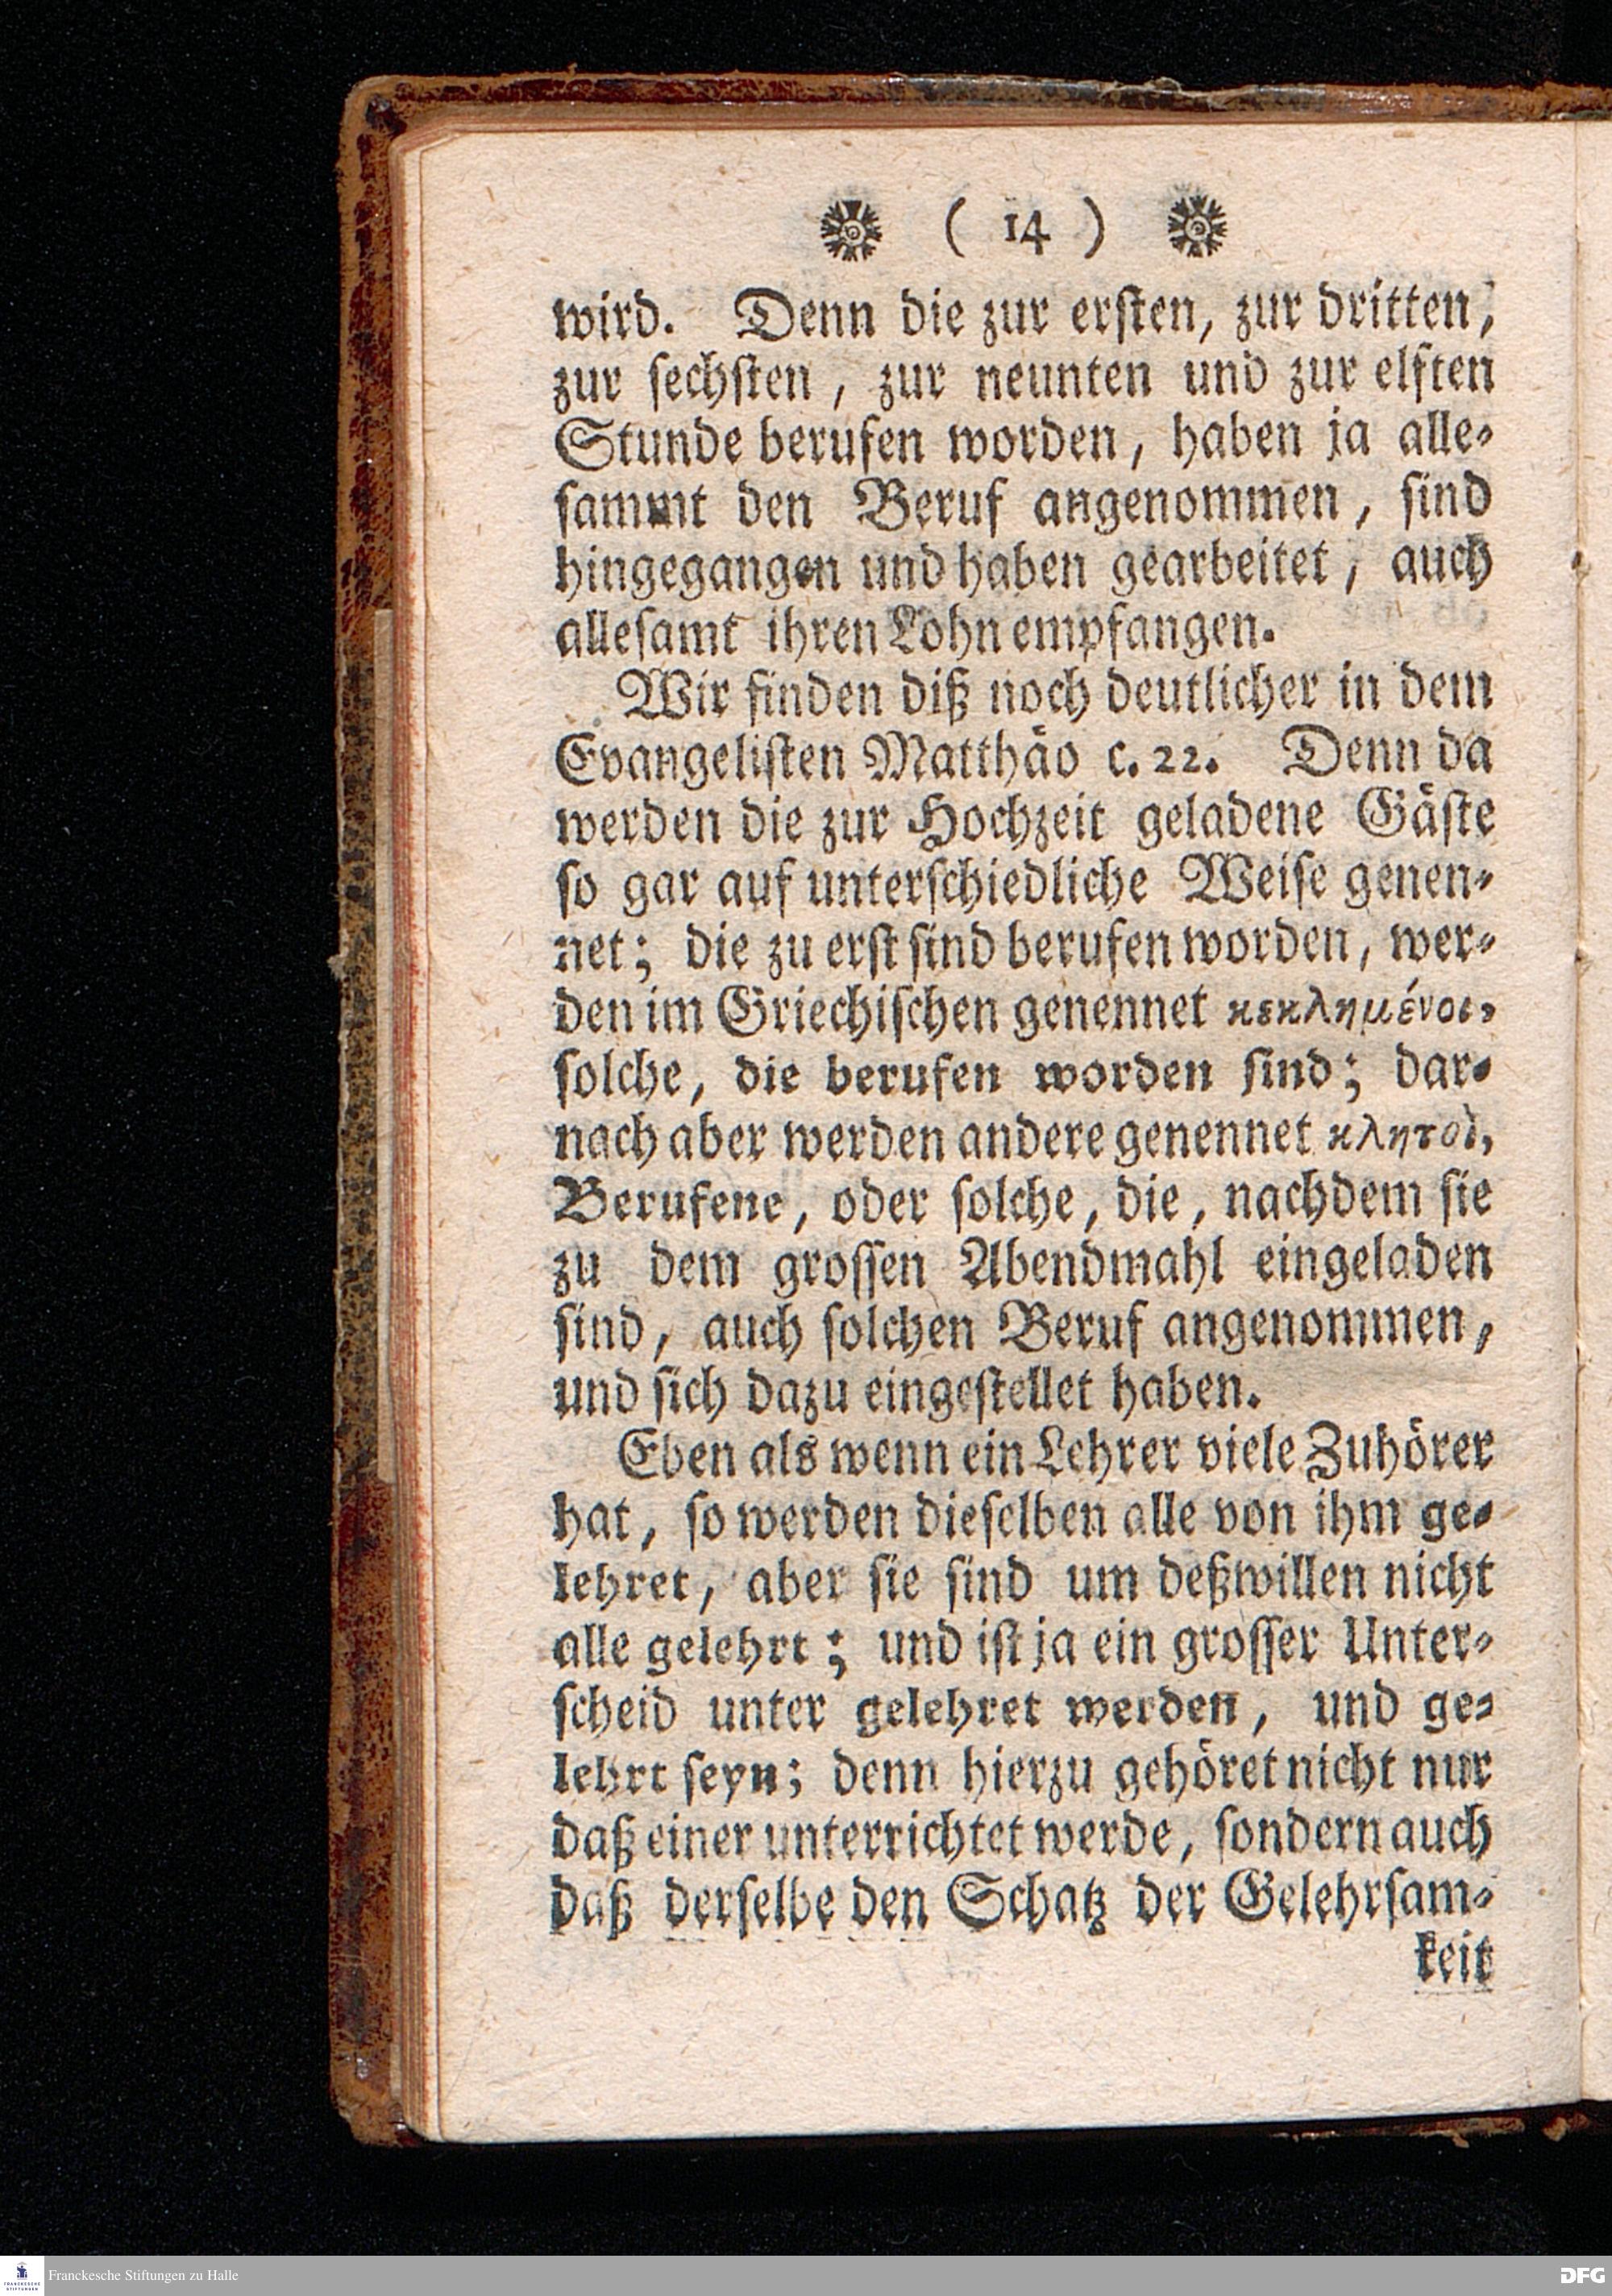 ( 14 )
wird. Denn die zur ersten, zur dritten,
zur sechsten, zur neunten und zur elften
Stunde berufen worden, haben ja alle-
sammt den Beruf angenommen, sind
hingegangen und haben gearbeitet, auch
allesamt ihren Lohn empfangen.
Wir finden diß noch deutlicher in dem
Evangelisten Matthäo c. 22. Denn da
werden die zur Hochzeit geladene Gäste
so gar auf unterschiedliche Weise genen-
net; die zu erst sind berufen worden, wer-
den im Griechischen genennet κεκλημένοι,
solche, die berufen worden sind; dar-
nach aber werden andere genennet κλητοὶ,
Berufene, oder solche, die, nachdem sie
zu dem grossen Abendmahl eingeladen
sind, auch solchen Beruf angenommen,
und sich dazu eingestellet haben.
Eben als wenn ein Lehrer viele Zuhörer
hat, so werden dieselben alle von ihm ge-
lehret, aber sie sind um deßwillen nicht
alle gelehrt; und ist ja ein grosser Unter-
scheid unter gelehret werden, und ge-
lehrt seyn; denn hierzu gehöret nicht nur
daß einer unterrichtet werde, sondern auch
daß derselbe den Schatz der Gelehrsam-
keit
FRANCKESCHE STIFTUNGEN
Franckesche Stiftungen zu Halle
DFG